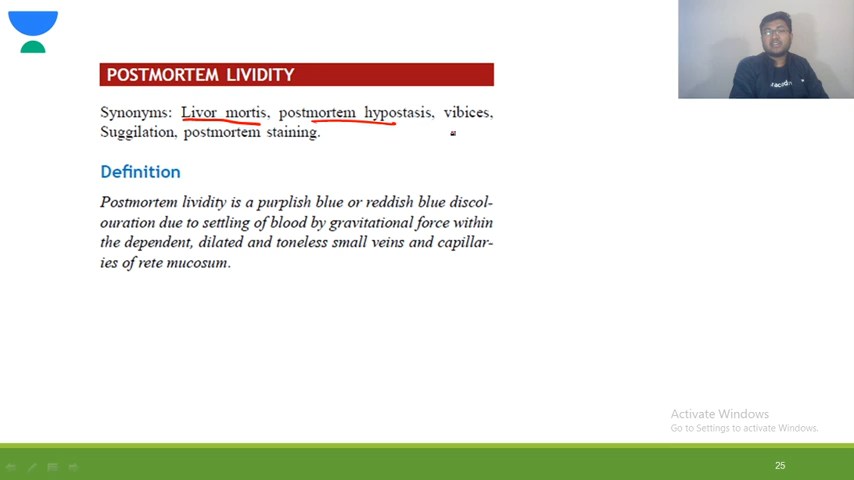 POSTMORTEM LIVIDITY
Synonyms: Livor mortis, postmortem hypostasis, vibices,
Suggilation, postmortem staining.
Definition
Postmortem lividity is a purplish blue or reddish blue discol-
ouration due to settling of blood by gravitational force within
the dependent, dilated and toneless small veins and capillar-
ies of rete mucosum.
Activate Windows
Go to Settings to activate Windows.
25